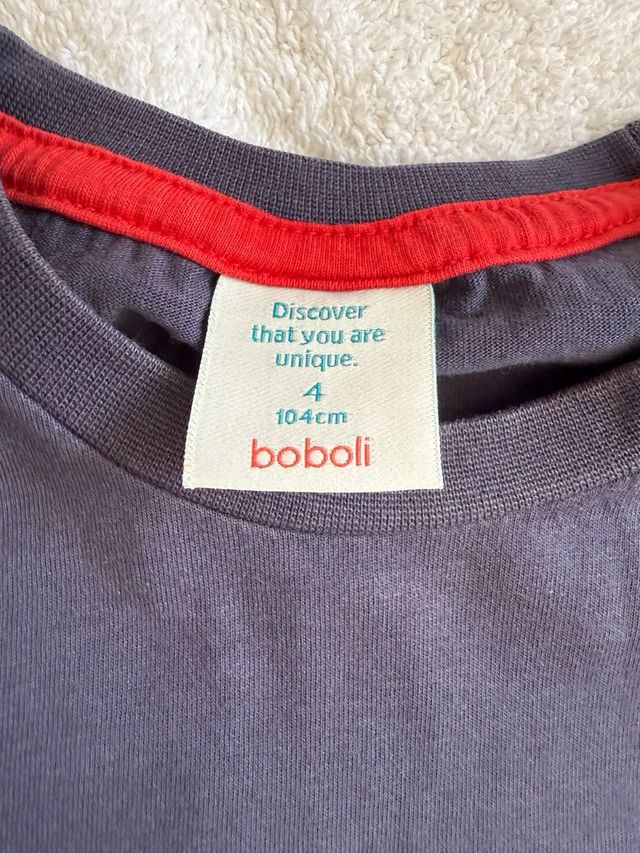 Discover
that you are
unique.
4
104cm
boboli